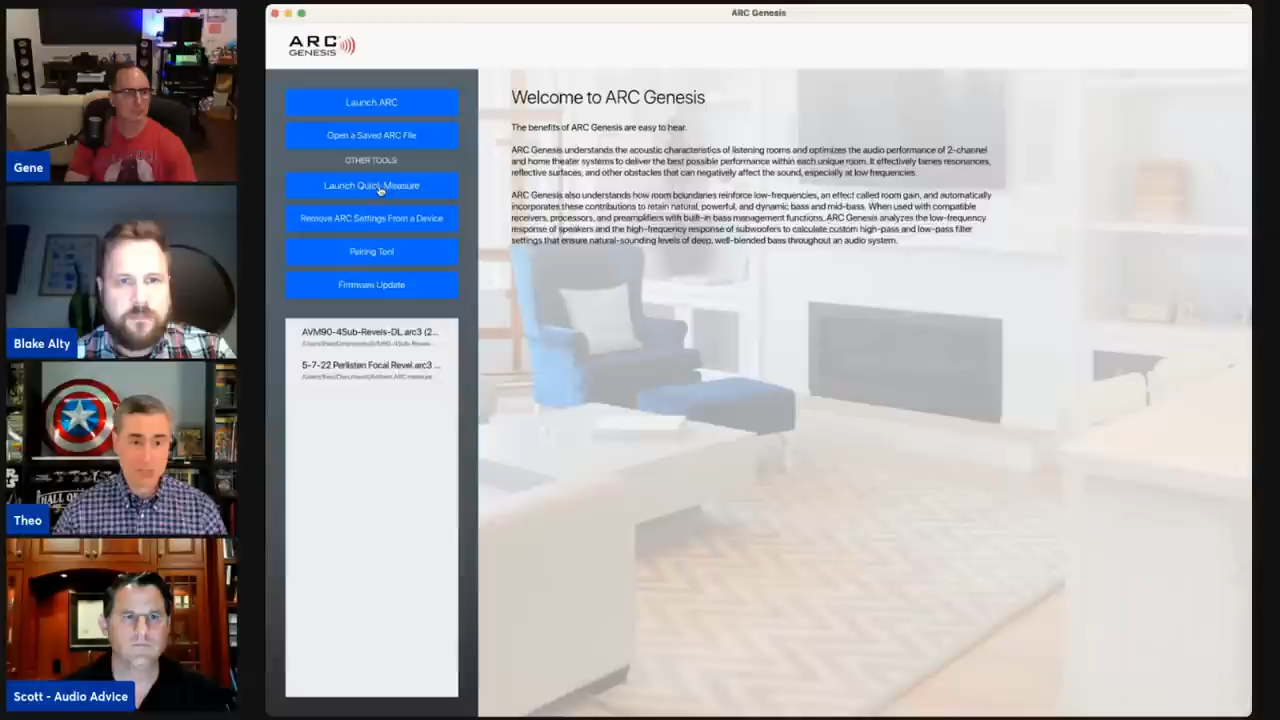 ARC Genesis
ARC
GENESIS
Launch ARC
Open a Saved ARC File
OTHER TOOLS
Launch Quick Measure
Remove ARC Settings From a Device
Pairing Tool
Firmware Update
AVM90-4Sub-Revels-DL.arc3 (2...
5-7-22 Perlisten Focal Revel.arc3 ...
Welcome to ARC Genesis
The benefits of ARC Genesis are easy to hear.
ARC Genesis understands the acoustic characteristics of listening rooms and optimizes the audio performance of 2-channel
and home theater systems to deliver the best possible performance within each unique room. It effectively tames resonances,
reflective surfaces, and other obstacles that can negatively affect the sound, especially at low frequencies.
ARC Genesis also understands how room boundaries reinforce low-frequencies, an effect called room gain, and automatically
incorporates these contributions to retain natural, powerful, and dynamic bass and mid-bass. When used with compatible
receivers, processors, and preamplifiers with built-in bass management functions, ARC Genesis analyzes the low-frequency
response of speakers and the high-frequency response of subwoofers to calculate custom high-pass and low-pass filter
settings that ensure natural-sounding levels of deep, well-blended bass throughout an audio system.
Gene
Blake Alty
HALL OF
Theo
Scott - Audio Advice